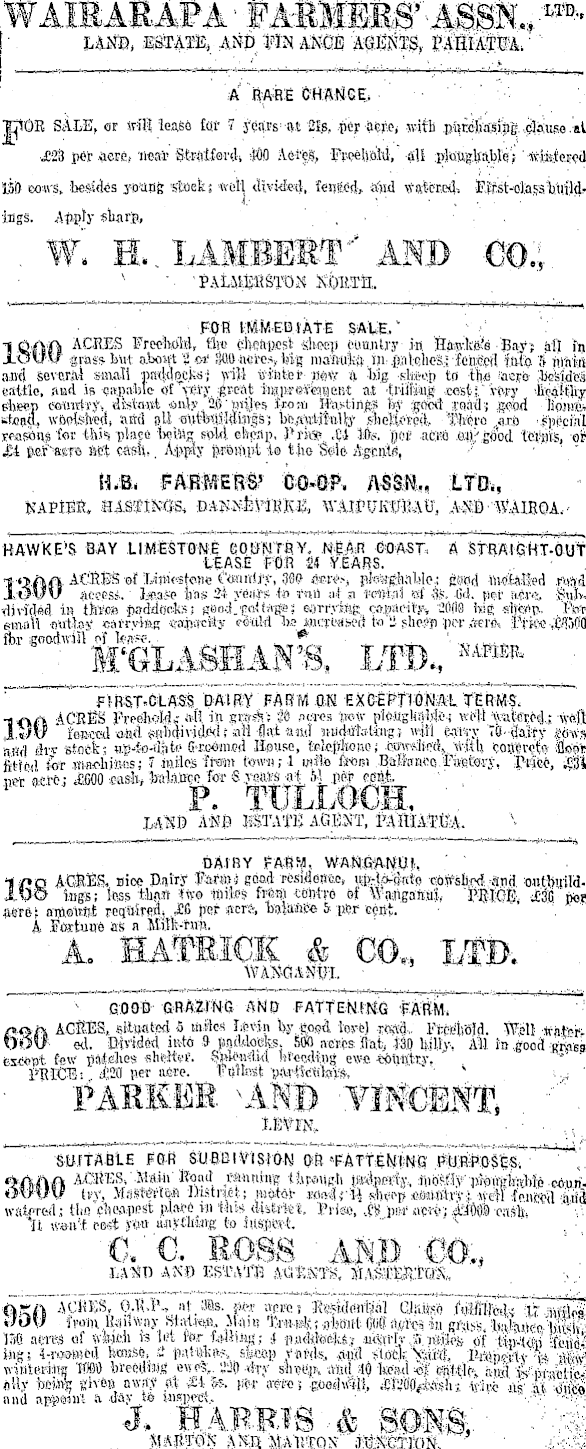 WAIRARAPA FARMERS' ASSN., LTD.,
LAND, ESTATE, AND FINANCE AGENTS, PAHIATUA.
A RARE CHANCE.
FOR SALE, or will lease for 7 years at 21s. per acre, with purchasing clause at
£23 per acre, near Stratford, 400 Acres, Freehold, all ploughable; wintered
150 cows, besides young stock; well divided, fenced, and watered. First-class build-
ings. Apply sharp,
W. H. LAMBERT AND CO.,
PALMERSTON NORTH.
FOR IMMEDIATE SALE.
1800 ACRES Freehold, the cheapest sheep country in Hawke's Bay; all in
grass but about 2 or 300 acres, big manuka in patches; fenced into 5 main
and several small paddocks; will winter now a big sheep to the acre besides
cattle, and is capable of very great improvement at trifling cost; very healthy
sheep country, distant only 26 miles from Hastings by good road; good home-
stead, woolshed, and all outbuildings; beautifully sheltered. There are special
reasons for this place being sold cheap. Price £4 10s. per acre on good terms, or
£4 per acre net cash. Apply prompt to the Sole Agents,
H.B. FARMERS' CO-OP. ASSN., LTD.,
NAPIER, HASTINGS, DANNEVIRKE, WAIPUKURAU, AND WAIROA.
HAWKE'S BAY LIMESTONE COUNTRY, NEAR COAST. A STRAIGHT-OUT
LEASE FOR 24 YEARS.
1300 ACRES of Limestone Country, 300 acres, ploughable; good metalled road
access. Lease has 24 years to run at a rental of 3s. 6d. per acre. Sub-
divided in three paddocks; good cottage; carrying capacity, 2000 big sheep. For
small outlay carrying capacity could be increased to 2 sheep per acre. Price £6500
for goodwill of lease.
M'GLASHAN'S, LTD., NAPIER.
FIRST-CLASS DAIRY FARM ON EXCEPTIONAL TERMS.
190 ACRES Freehold; all in grass; 20 acres now ploughable; well watered; well
fenced and subdivided; all flat and undulating; will carry 70 dairy cows
and dry stock; up-to-date 6-roomed House, telephone; cowshed, with concrete floor
fitted for machines; 7 miles from town; 1 mile from Ballance Factory. Price, £34
per acre; £600 cash, balance for 8 years at 5½ per cent.
P. TULLOCH,
LAND AND ESTATE AGENT, PAHIATUA.
DAIRY FARM, WANGANUI.
168 ACRES, nice Dairy Farm; good residence, up-to-date cowshed and outbuild-
ings; less than two miles from centre of Wanganui. PRICE, £36 per
acre; amount required, £6 per acre, balance 5 per cent.
A Fortune as a Milk-run.
A. HATRICK & CO., LTD.
WANGANUI.
GOOD GRAZING AND FATTENING FARM.
630 ACRES, situated 5 miles Levin by good level road. Freehold. Well water-
ed. Divided into 9 paddocks. 500 acres flat, 130 hilly. All in good grass
except few patches shelter. Splendid breeding ewe country.
PRICE: £20 per acre. Fullest particulars.
PARKER AND VINCENT,
LEVIN.
SUITABLE FOR SUBDIVISION OR FATTENING PURPOSES.
3000 ACRES, Main Road running through property, mostly ploughable coun-
try, Masterton District; motor road; 1½ sheep country; well fenced and
watered; the cheapest place in this district. Price, £8 per acre; £4000 cash.
It won't cost you anything to inspect.
C. C. ROSS AND CO.,
LAND AND ESTATE AGENTS, MASTERTON.
950 ACRES, O.R.P., at 30s. per acre; Residential Clause fulfilled; 17 miles
from Railway Station, Main Trunk; about 600 acres in grass, balance bush,
150 acres of which is let for falling; 4 paddocks; nearly 5 miles of tip-top fenc-
ing; 4-roomed house, 2 patukas, sheep yards, and stock yard. Property is now
wintering 1000 breeding ewes, 220 dry sheep, and 40 head of cattle, and is practic-
ally being given away at £4 5s. per acre; goodwill, £1200 cash; wire us at once
and appoint a day to inspect.
J. HARRIS & SONS,
MARTON AND MARTON JUNCTION.